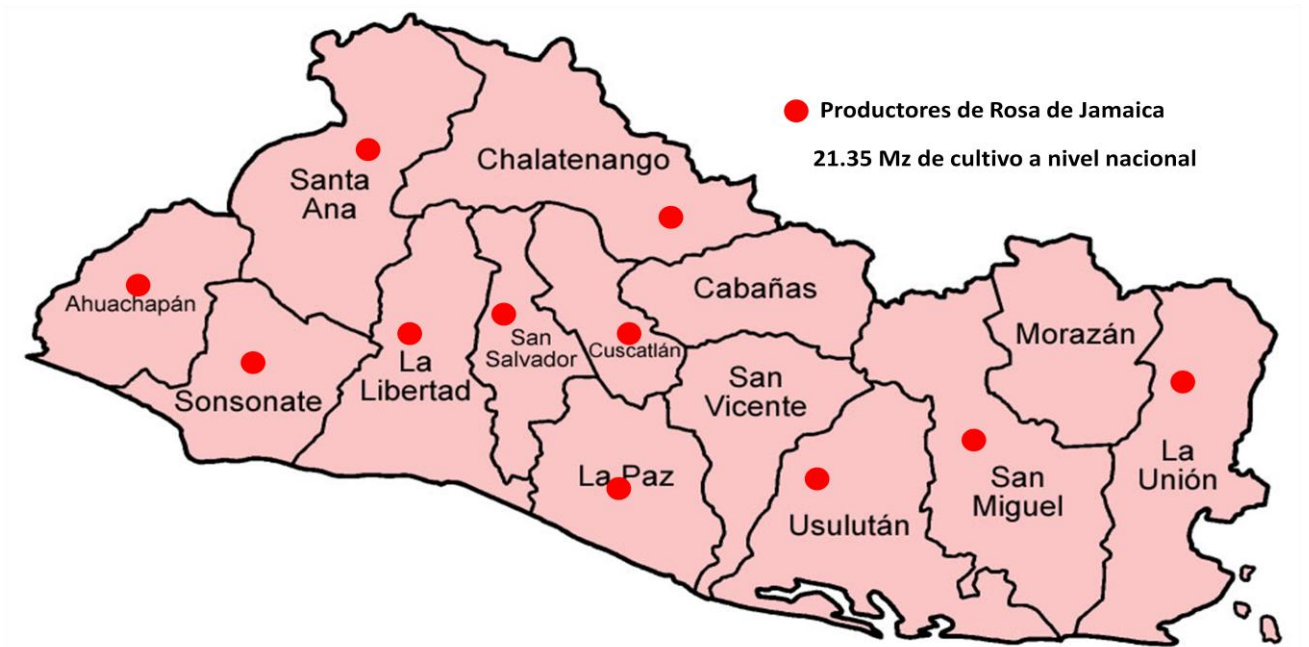 Productores de Rosa de Jamaica
21.35 Mz de cultivo a nivel nacional
Chalatenango
Santa
Ana
Ahuachapán
Cabañas
Morazán
San
Salvador
Cuscatlán
La
Libertad
Sonsonate
San
Vicente
La Paz
Usulután
San
Miguel
La
Unión